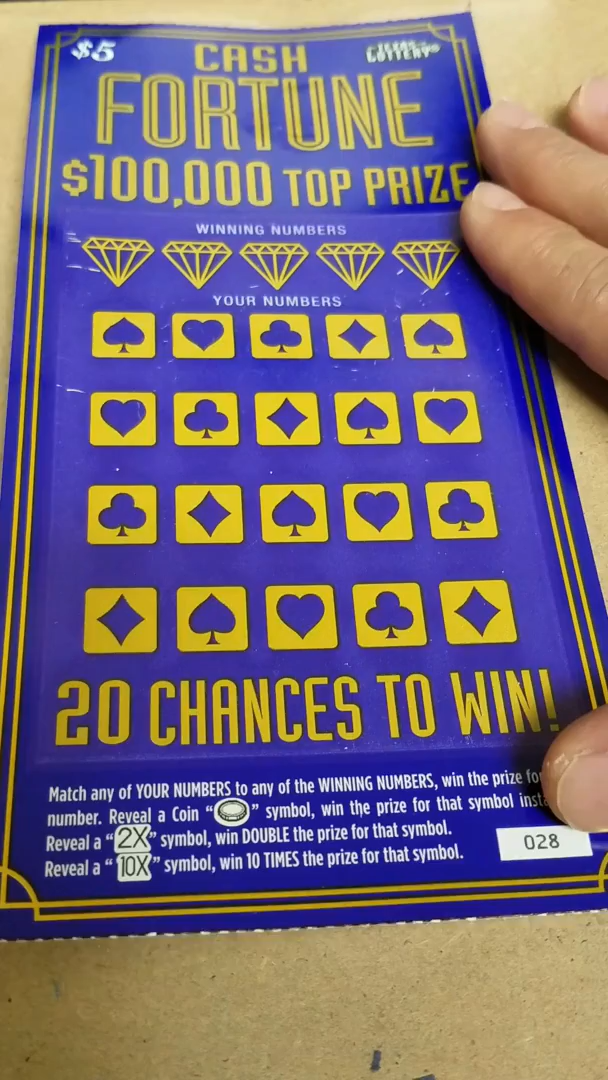 $5
CASH
LOTTERY
FORTUNE
$100,000 TOP PRIZE
WINNING NUMBERS
YOUR NUMBERS
20 CHANCES TO WIN!
Match any of YOUR NUMBERS to any of the WINNING NUMBERS, win the prize for
number. Reveal a Coin “ ” symbol, win the prize for that symbol
Reveal a “2X” symbol, win DOUBLE the prize for that symbol.
Reveal a “10X” symbol, win 10 TIMES the prize for that symbol.
028